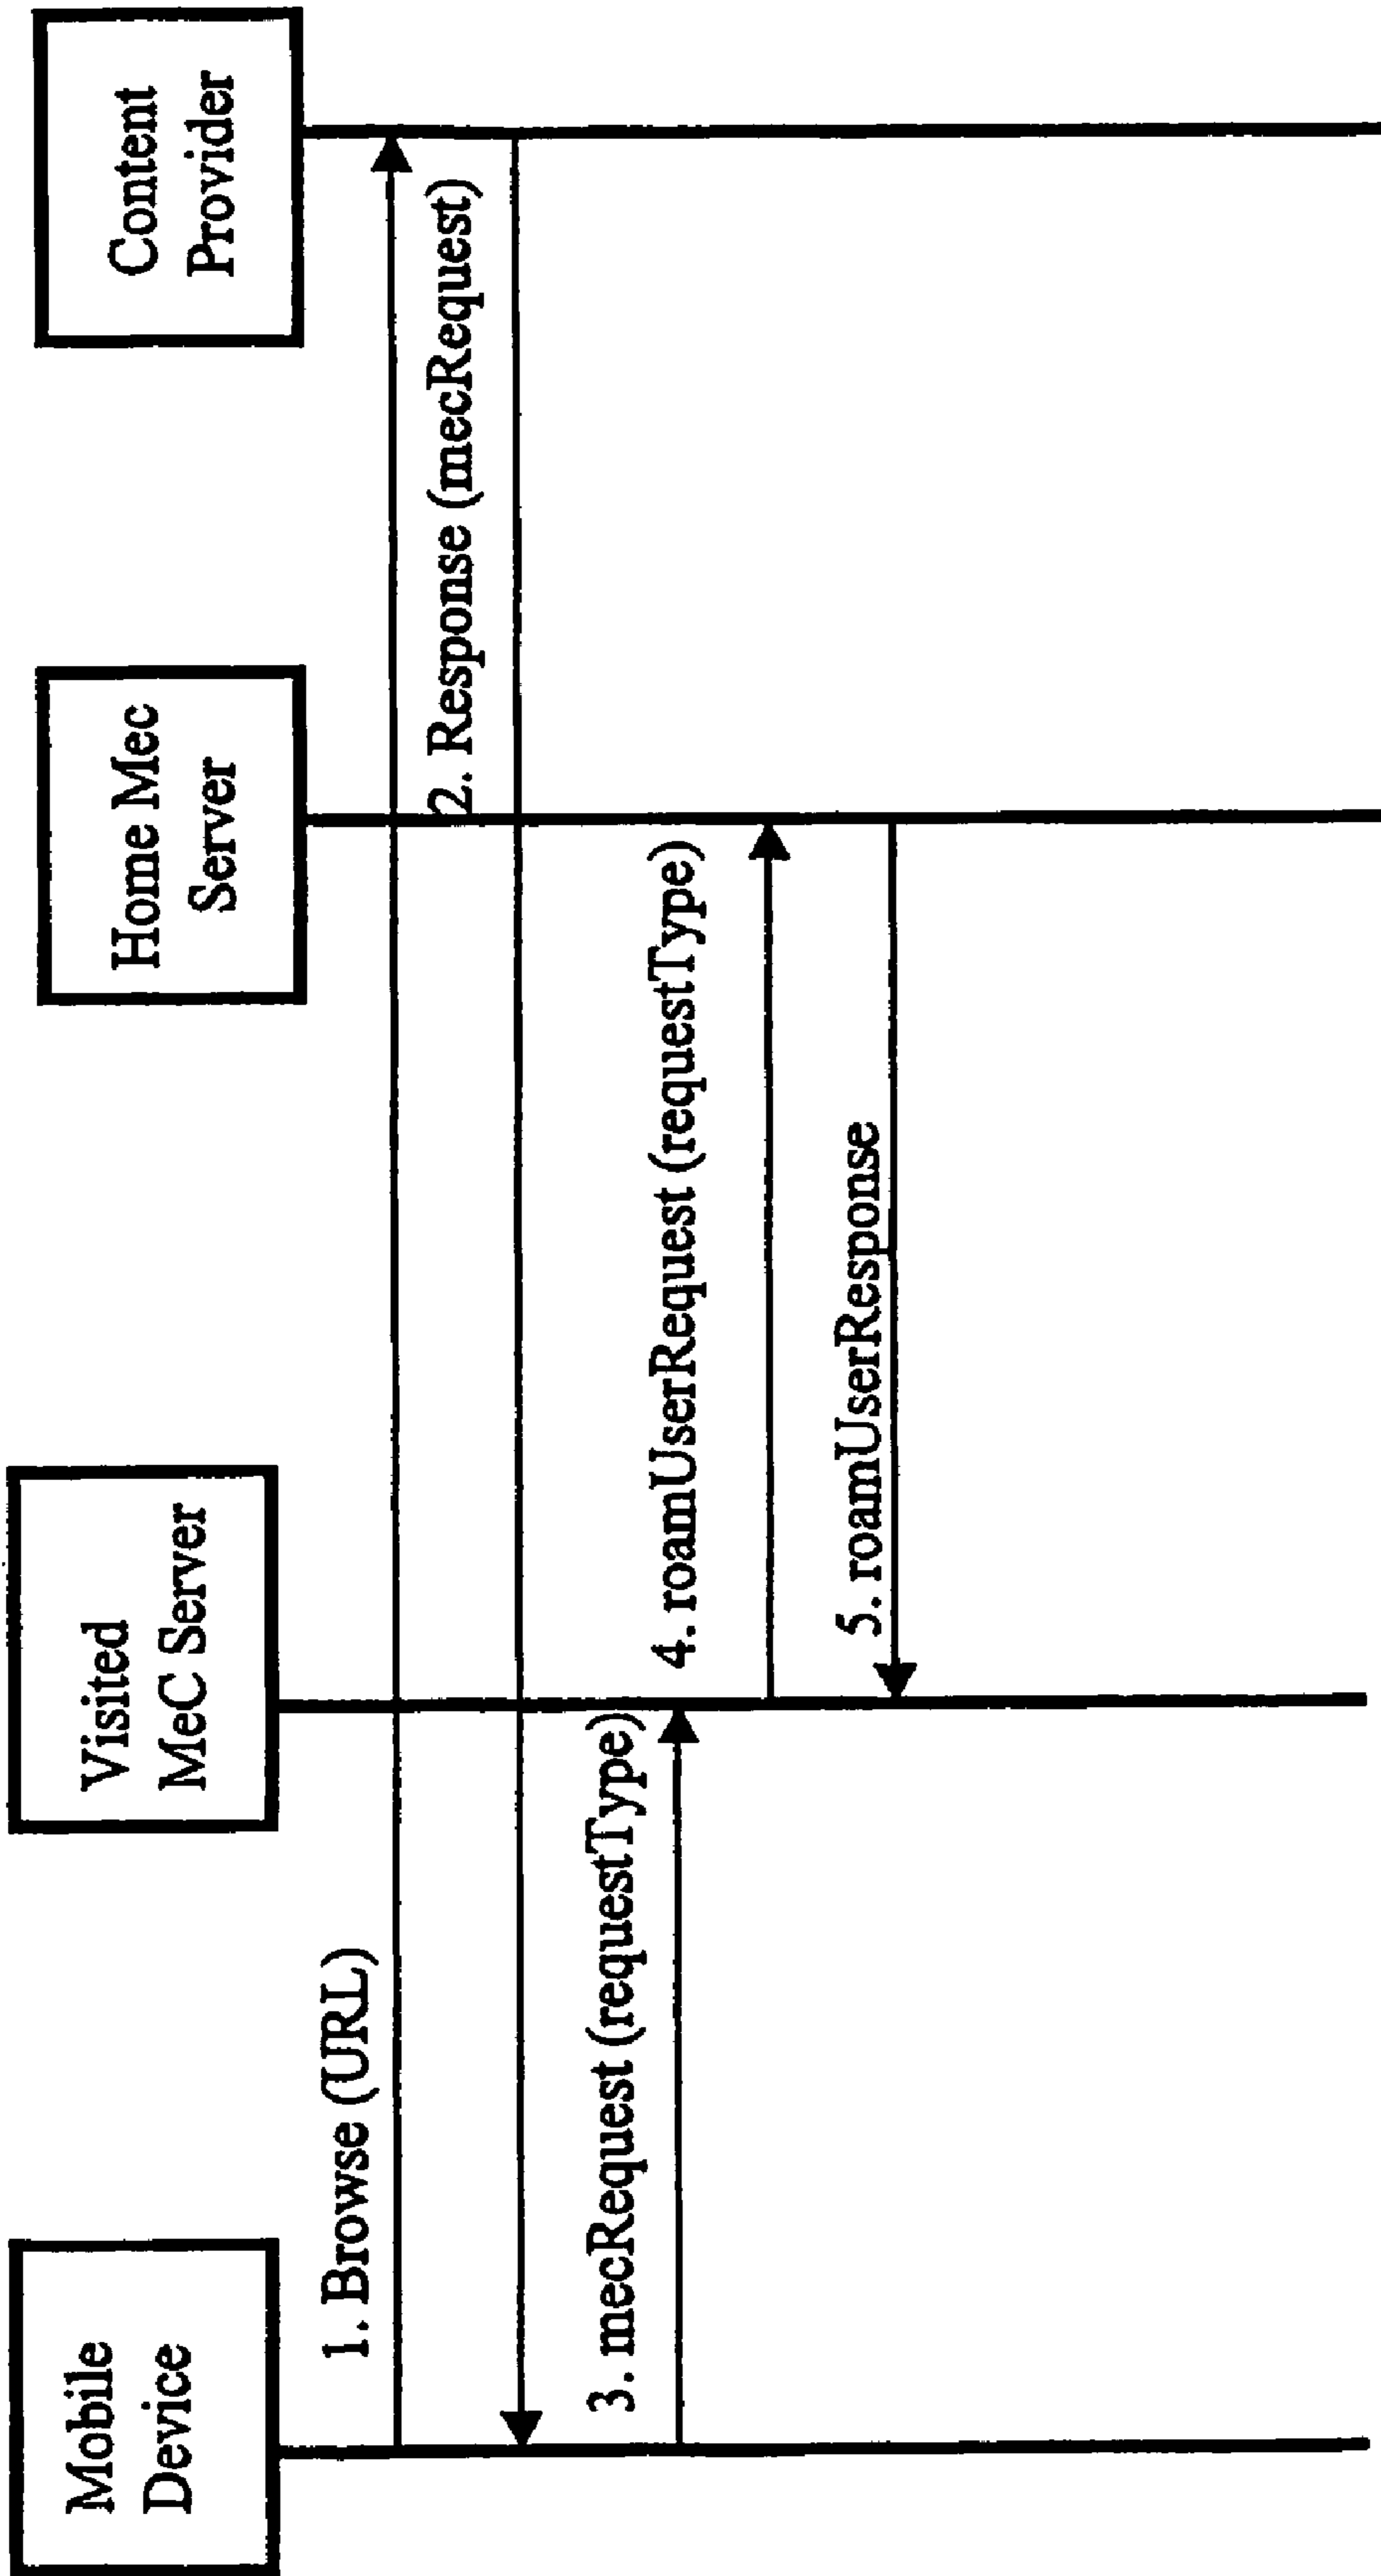 Mobile
Device
Visited
MeC Server
Home Mec
Server
Content
Provider
1. Browse (URL)
2. Response (mecRequest)
3. mecRequest (requestType)
4. roamUserRequest (requestType)
5. roamUserResponse